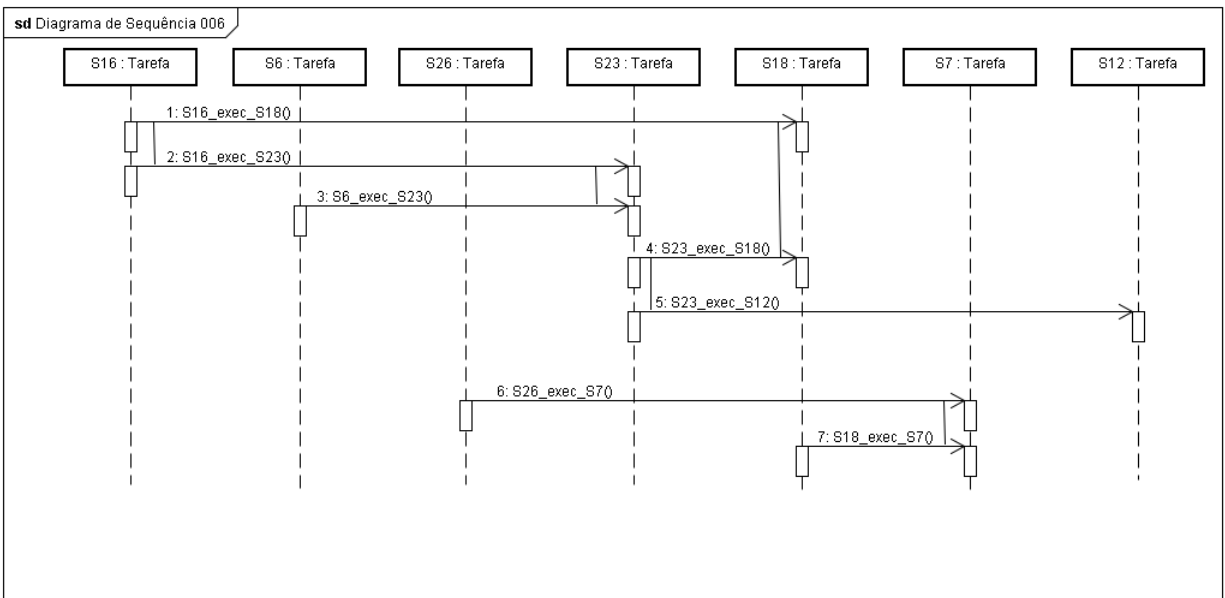 sd Diagrama de Sequência 006
S16 : Tarefa
S6 : Tarefa
S26 : Tarefa
S23 : Tarefa
S18 : Tarefa
S7 : Tarefa
S12 : Tarefa
1: S16_exec_S18()
2: S16_exec_S23()
3: S6_exec_S23()
4: S23_exec_S18()
5: S23_exec_S12()
6: S26_exec_S7()
7: S18_exec_S7()